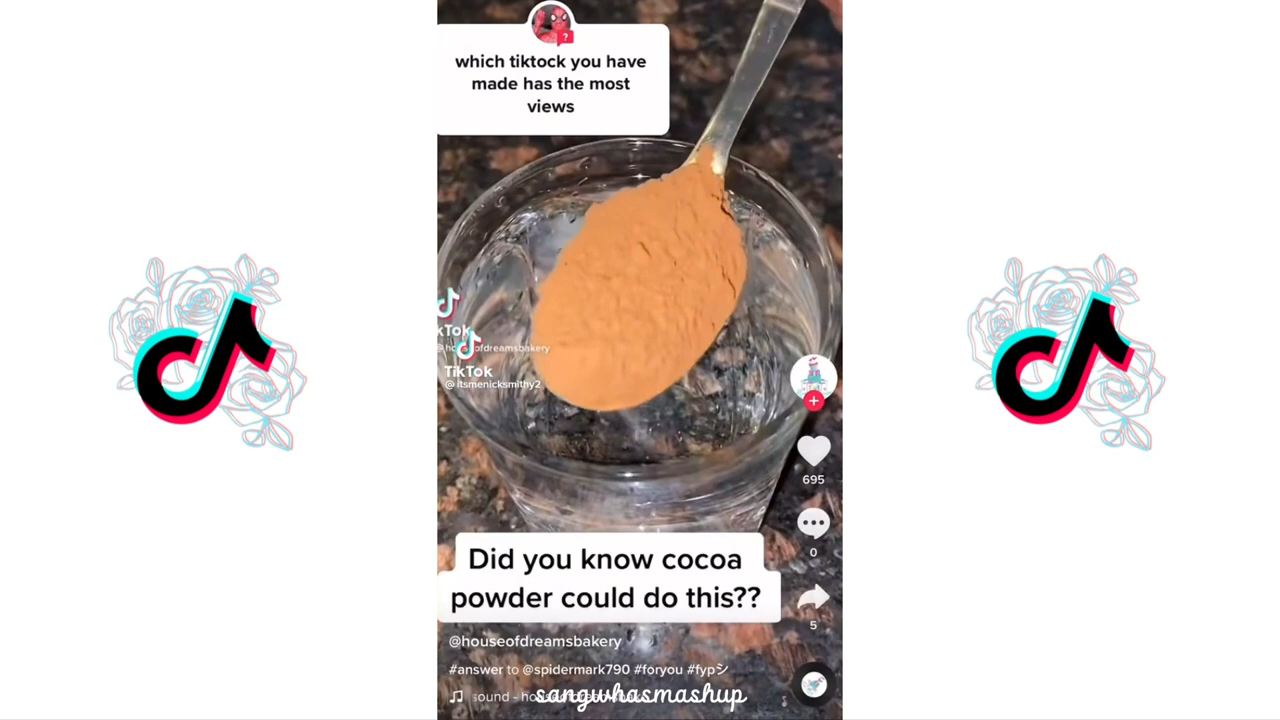 ?
which tiktock you have
made has the most
views
TikTok
@itsmenicksmithy2
695
0
5
Did you know cocoa
powder could do this??
@houseofdreamsbakery
#answer to @spidermark790 #foryou #fypシ
sound -
sangwhasmashup